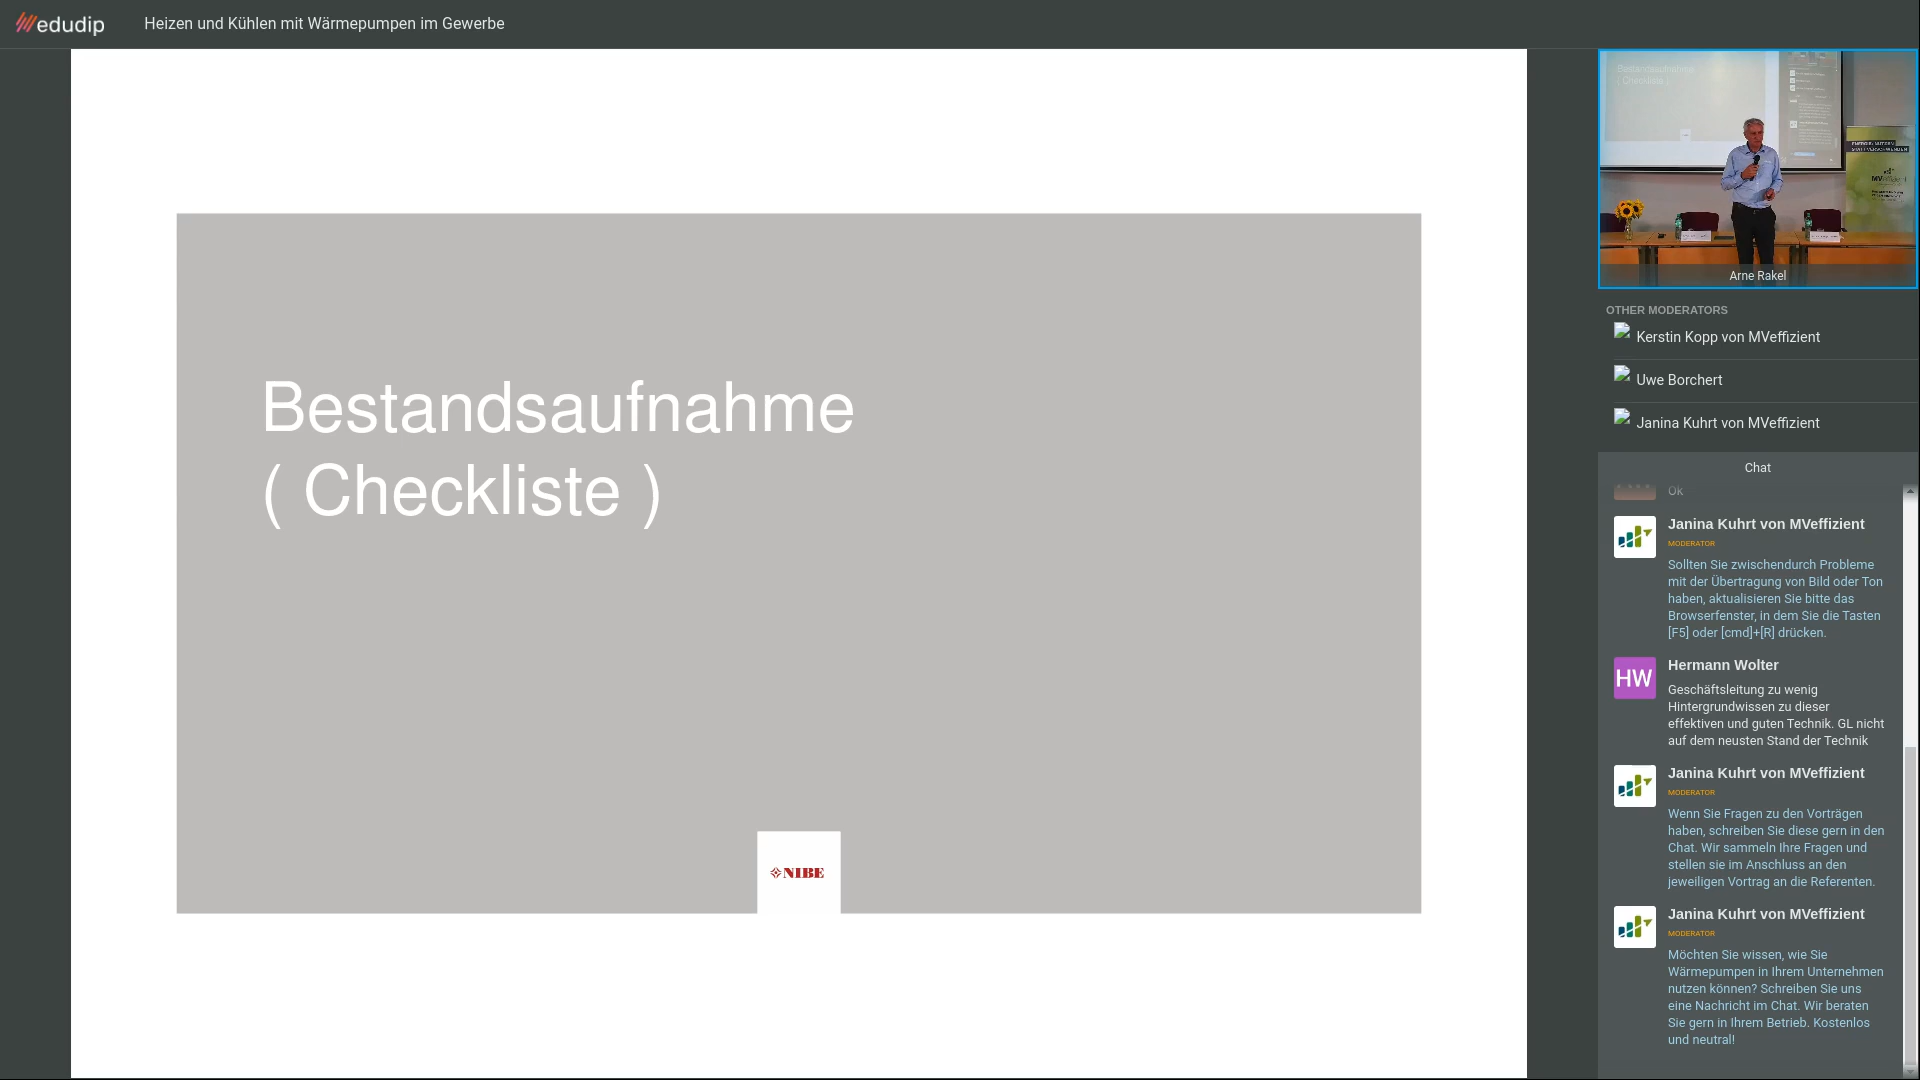 edudip
Heizen und Kühlen mit Wärmepumpen im Gewerbe
Bestandsaufnahme
( Checkliste )
NIBE
Bestandsaufnahme
( Checkliste )
ENERGIE NUTZEN
STATT VERSCHWENDEN
Arne Rakel
OTHER MODERATORS
Kerstin Kopp von MVeffizient
Uwe Borchert
Janina Kuhrt von MVeffizient
Chat
Ok
Janina Kuhrt von MVeffizient
MODERATOR
Sollten Sie zwischendurch Probleme
mit der Übertragung von Bild oder Ton
haben, aktualisieren Sie bitte das
Browserfenster, in dem Sie die Tasten
[F5] oder [cmd]+[R] drücken.
HW
Hermann Wolter
Geschäftsleitung zu wenig
Hintergrundwissen zu dieser
effektiven und guten Technik. GL nicht
auf dem neusten Stand der Technik
Janina Kuhrt von MVeffizient
MODERATOR
Wenn Sie Fragen zu den Vorträgen
haben, schreiben Sie diese gern in den
Chat. Wir sammeln Ihre Fragen und
stellen sie im Anschluss an den
jeweiligen Vortrag an die Referenten.
Janina Kuhrt von MVeffizient
MODERATOR
Möchten Sie wissen, wie Sie
Wärmepumpen in Ihrem Unternehmen
nutzen können? Schreiben Sie uns
eine Nachricht im Chat. Wir beraten
Sie gern in Ihrem Betrieb. Kostenlos
und neutral!